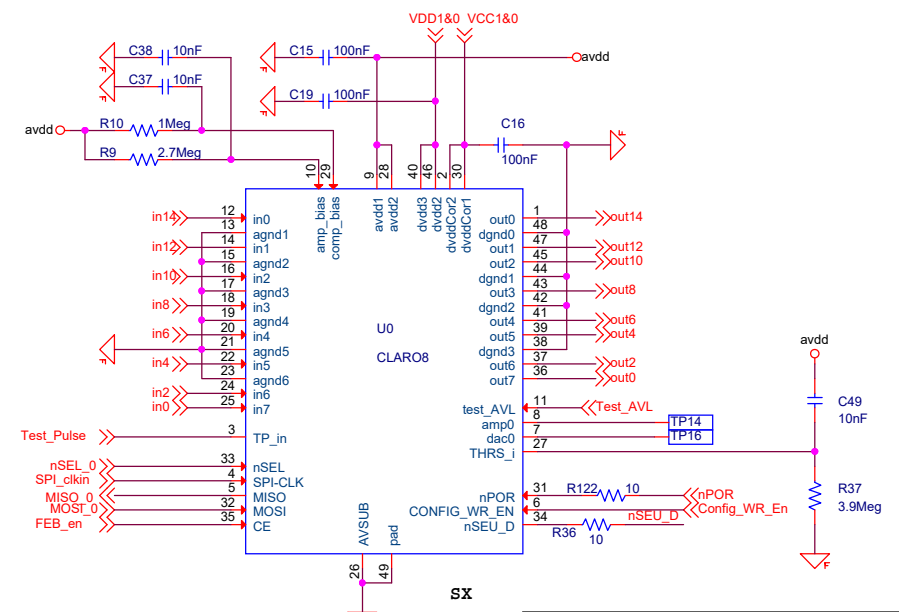 VDD1&0 VCC1&0
C38 10nF
C15 100nF
avdd
F
F
C37 10nF
F
C19 100nF
F
avdd
R10 1Meg
C16
100nF
F
R9 2.7Meg
10 29 9 28 40 46 2 30
amp_bias comp_bias avdd1 avdd2 dvdd3 dvdd2 dvddCor2 dvddCor1
in14 12 in0
13 agnd1
in12 14 in1
15 agnd2
in10 16 in2
17 agnd3
in8 18 in3
19 agnd4
in6 20 in4
21 agnd5
F
in4 22 in5
23 agnd6
in2 24 in6
in0 25 in7
Test_Pulse 3 TP_in
nSEL_0 33 nSEL
SPI_clkin 4 SPI-CLK
MISO_0 5 MISO
MOST_0 32 MOSI
FEB_en 35 CE
U0
CLARO8
out0 1 out14
dgnd0 48
out1 47 out12
out2 45 out10
dgnd1 44
out3 43 out8
dgnd2 42
out4 41 out6
out5 39 out4
dgnd3 38
out6 37 out2
out7 36 out0
test_AVL 11 Test_AVL
amp0 8 TP14
dac0 7 TP16
THRS_i 27
nPOR 31 R122 10 nPOR
CONFIG_WR_EN 6 Config_WR_En
nSEU_D 34 R36 10 nSEU_D
avdd
C49
10nF
R37
3.9Meg
F
AVSUB pad
26 49
SX